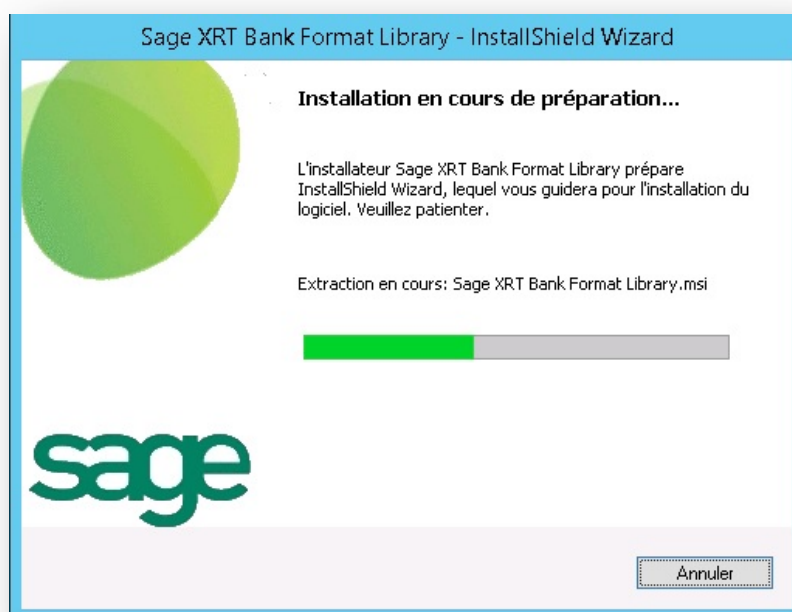 Sage XRT Bank Format Library - InstallShield Wizard
Installation en cours de préparation...
L'installateur Sage XRT Bank Format Library prépare
InstallShield Wizard, lequel vous guidera pour l'installation du
logiciel. Veuillez patienter.
Extraction en cours: Sage XRT Bank Format Library.msi
sage
Annuler